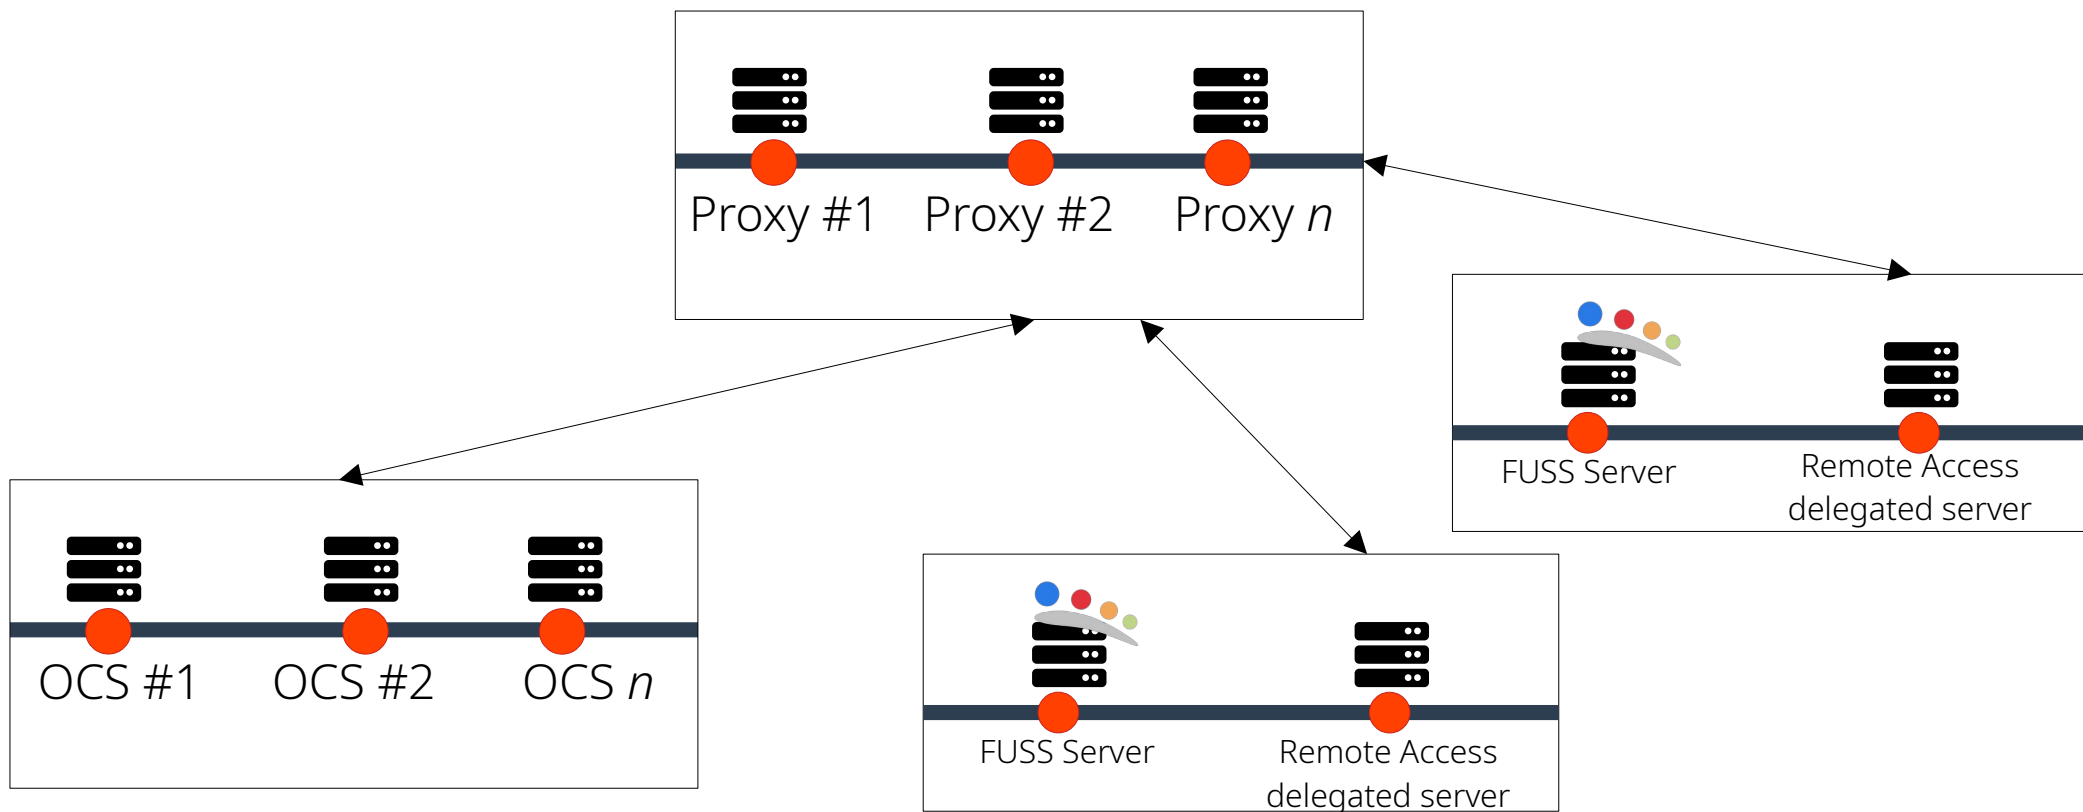 Proxy #1
Proxy #2
Proxy n
FUSS Server
Remote Access
delegated server
OCS #1
OCS #2
OCS n
FUSS Server
Remote Access
delegated server